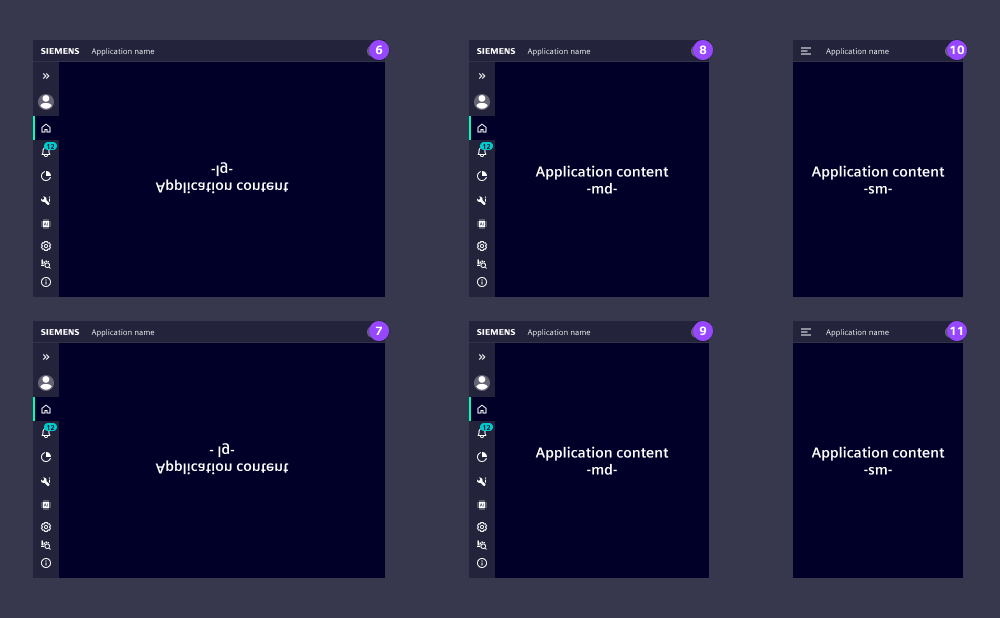 SIEMENS Application name 6
12
-lg-
Application content
SIEMENS Application name 8
12
Application content
-md-
Application name 10
Application content
-sm-
SIEMENS Application name 7
12
- lg-
Application content
SIEMENS Application name 9
12
Application content
-md-
Application name 11
Application content
-sm-